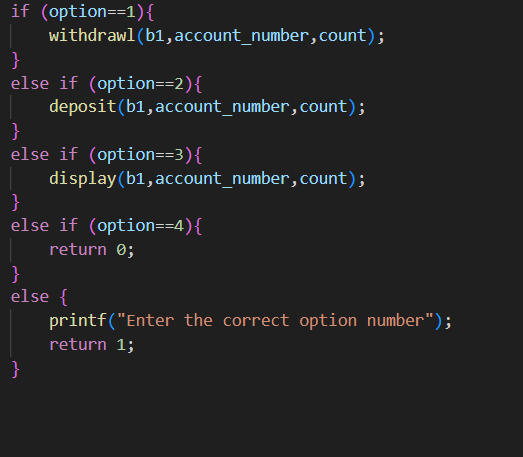 if (option==1){
withdrawl(b1,account_number,count);
}
else if (option==2){
deposit(b1,account_number,count);
}
else if (option==3){
display(b1,account_number,count);
}
else if (option==4){
return 0;
}
else {
printf("Enter the correct option number");
return 1;
}